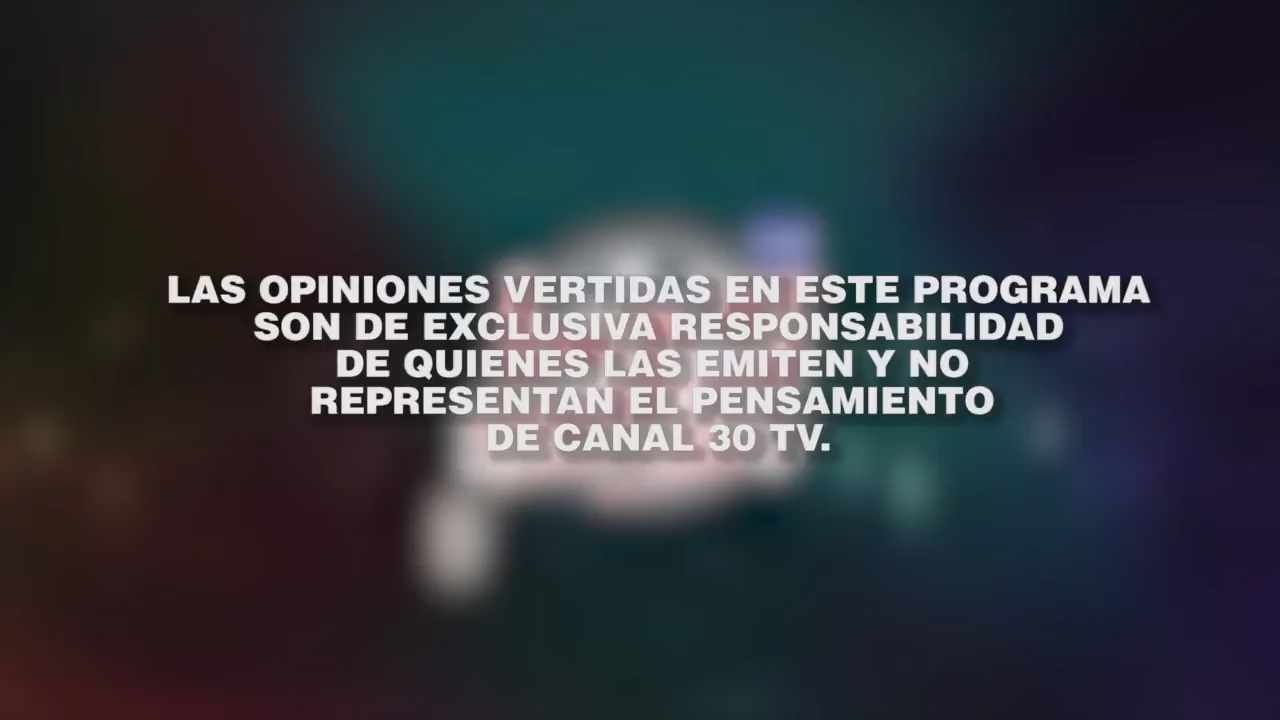 LAS OPINIONES VERTIDAS EN ESTE PROGRAMA
SON DE EXCLUSIVA RESPONSABILIDAD
DE QUIENES LAS EMITEN Y NO
REPRESENTAN EL PENSAMIENTO
DE CANAL 30 TV.